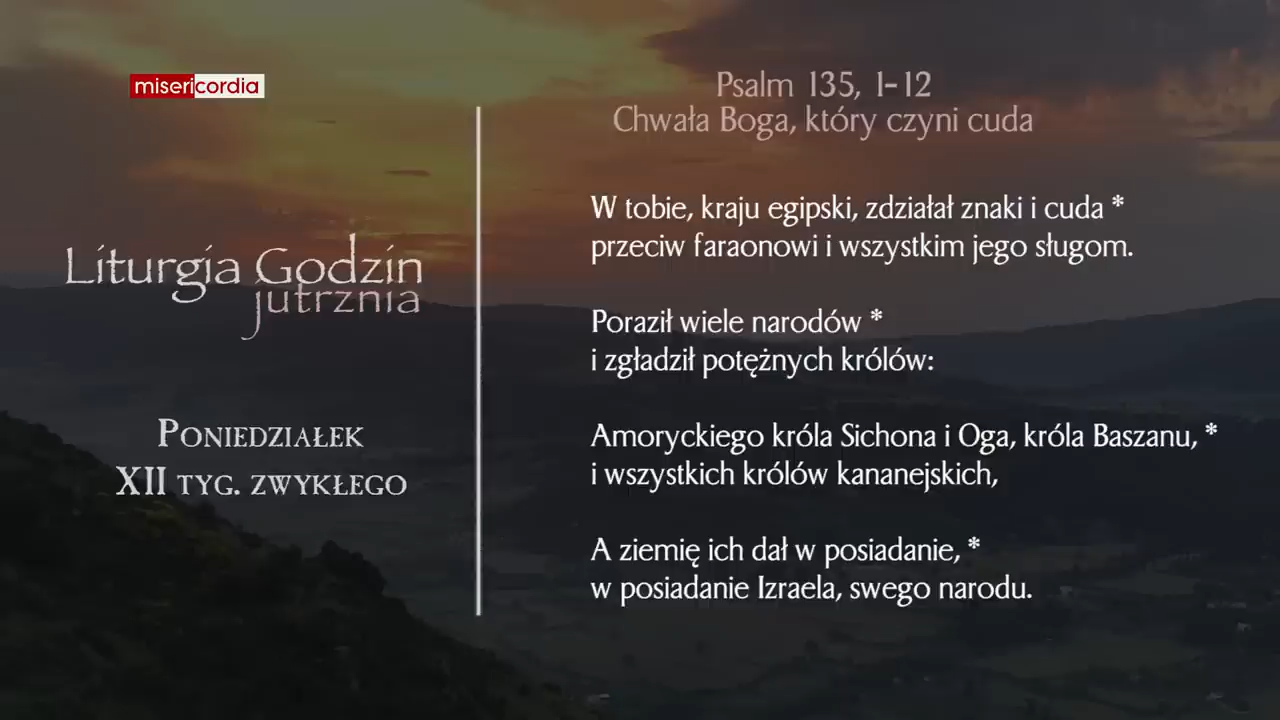 misericordia
Liturgia Godzin
jutrznia
Poniedziałek
XII tyg. zwykłego
Psalm 135, 1-12
Chwała Boga, który czyni cuda
W tobie, kraju egipski, zdziałał znaki i cuda *
przeciw faraonowi i wszystkim jego sługom.
Poraził wiele narodów *
i zgładził potężnych królów:
Amoryckiego króla Sichona i Oga, króla Baszanu, *
i wszystkich królów kananejskich,
A ziemię ich dał w posiadanie, *
w posiadanie Izraela, swego narodu.